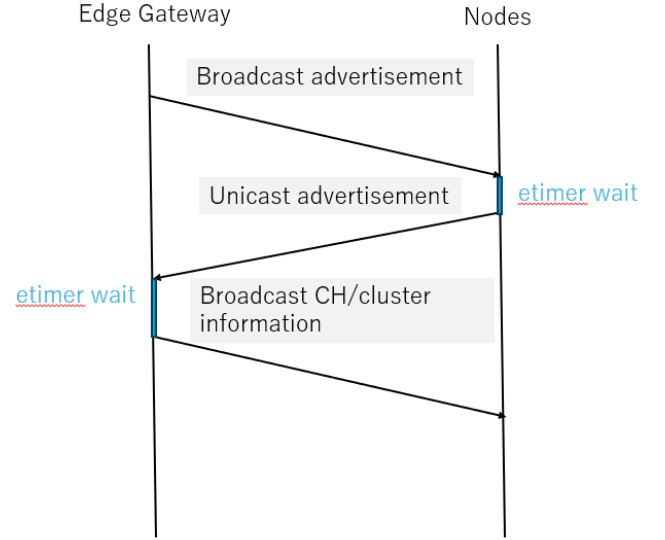 Edge Gateway
Nodes
Broadcast advertisement
Unicast advertisement
etimer wait
etimer wait
Broadcast CH/cluster
information